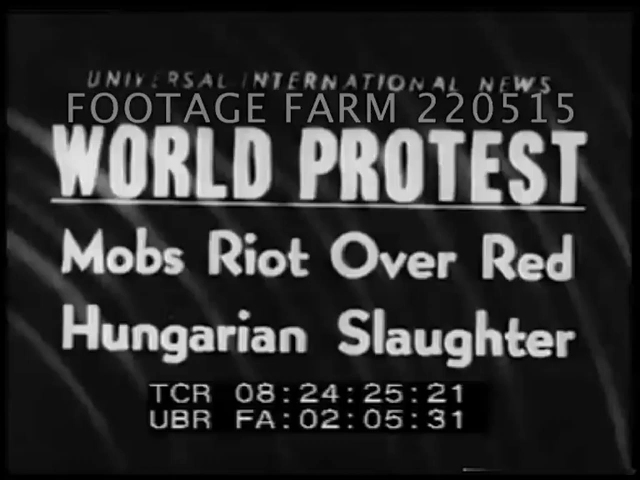 UNIVERSAL INTERNATIONAL NEWS
FOOTAGE FARM 220515
WORLD PROTEST
Mobs Riot Over Red
Hungarian Slaughter
TCR 08:24:25:21
UBR FA:02:05:31